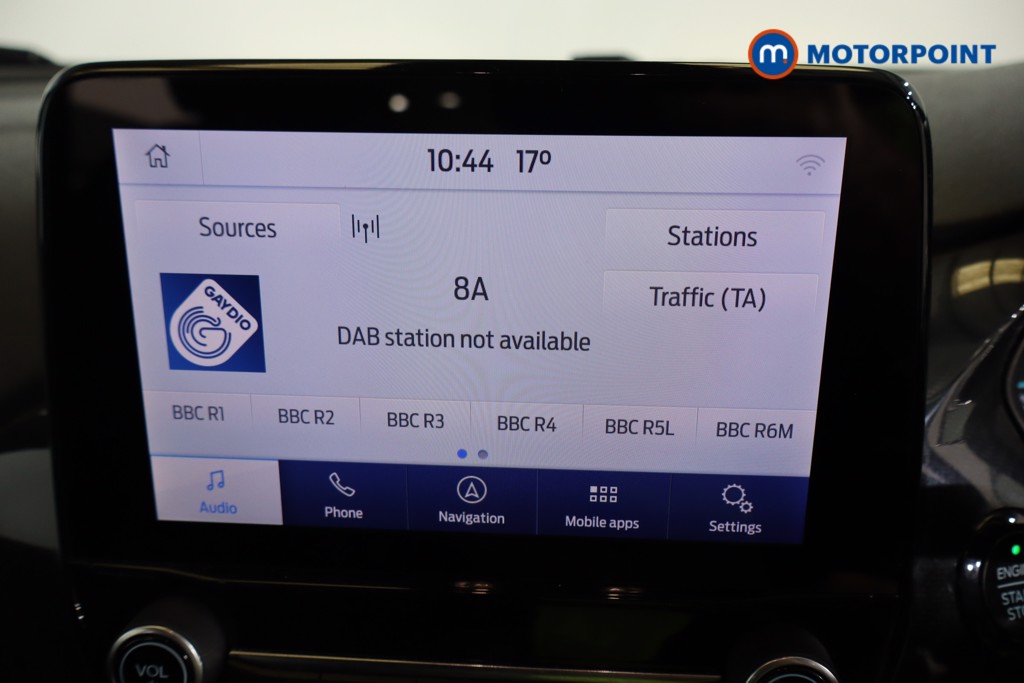 m.
MOTORPOINT
10:44 17º
Sources
Stations
GAYDIO
8A
Traffic (TA)
DAB station not available
BBC R1
BBC R2
BBC R3
BBC R4
BBC R5L
BBC R6M
Audio
Phone
Navigation
Mobile apps
Settings
VOL